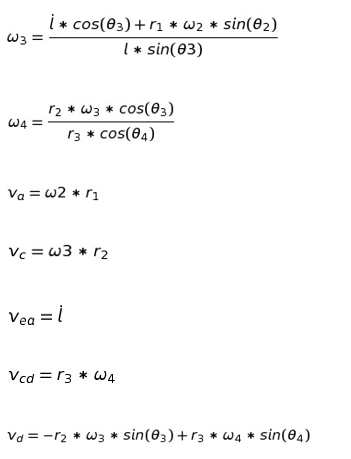 ω₃ = (l̇ * cos(θ₃) + r₁ * ω₂ * sin(θ₂)) / (l * sin(θ3))
ω₄ = (r₂ * ω₃ * cos(θ₃)) / (r₃ * cos(θ₄))
vₐ = ω2 * r₁
v_c = ω3 * r₂
v_ea = l̇
v_cd = r₃ * ω₄
v_d = −r₂ * ω₃ * sin(θ₃) + r₃ * ω₄ * sin(θ₄)